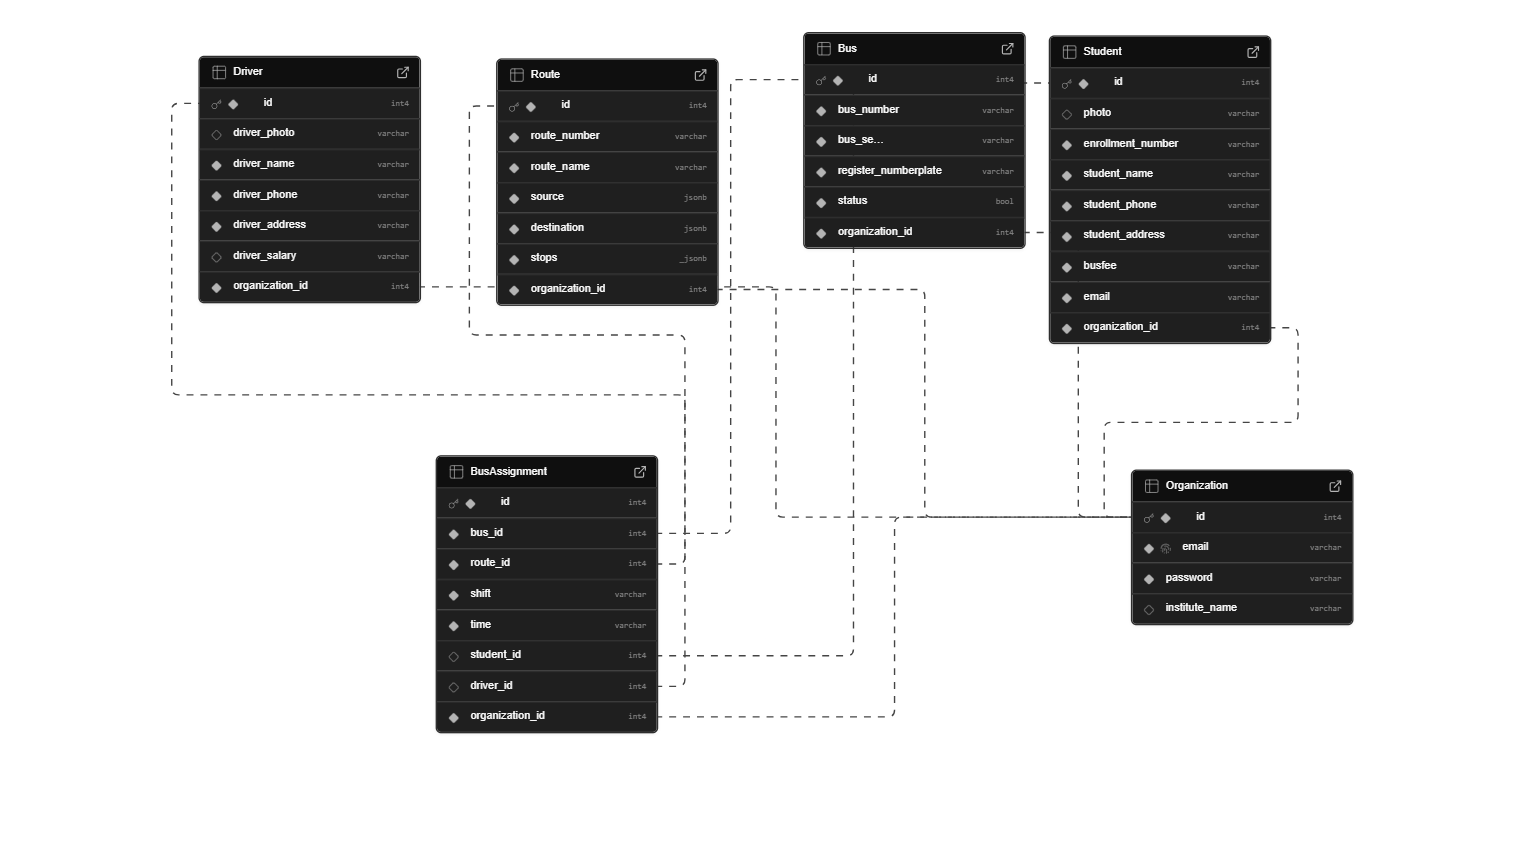 Driver
id int4
driver_photo varchar
driver_name varchar
driver_phone varchar
driver_address varchar
driver_salary varchar
organization_id int4
Route
id int4
route_number varchar
route_name varchar
source jsonb
destination jsonb
stops _jsonb
organization_id int4
Bus
id int4
bus_number varchar
bus_se... varchar
register_numberplate varchar
status bool
organization_id int4
Student
id int4
photo varchar
enrollment_number varchar
student_name varchar
student_phone varchar
student_address varchar
busfee varchar
email varchar
organization_id int4
BusAssignment
id int4
bus_id int4
route_id int4
shift varchar
time varchar
student_id int4
driver_id int4
organization_id int4
Organization
id int4
email varchar
password varchar
institute_name varchar